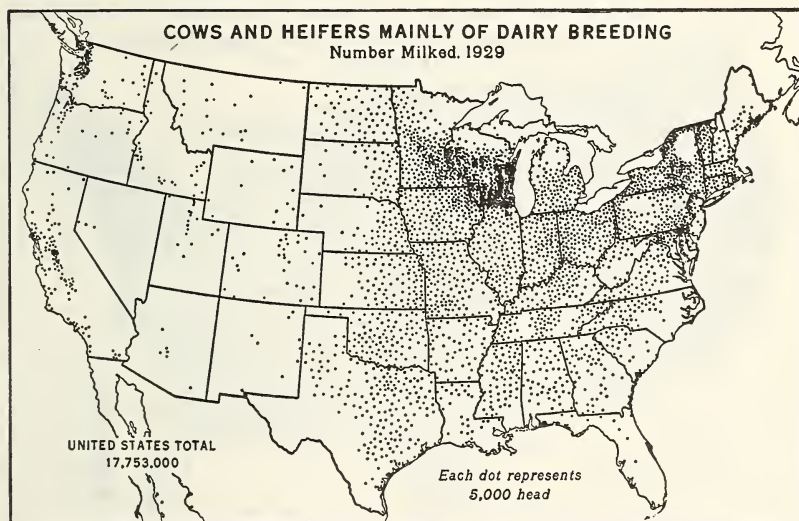 COWS AND HEIFERS MAINLY OF DAIRY BREEDING
Number Milked, 1929
UNITED STATES TOTAL
17,753,000
Each dot represents
5,000 head